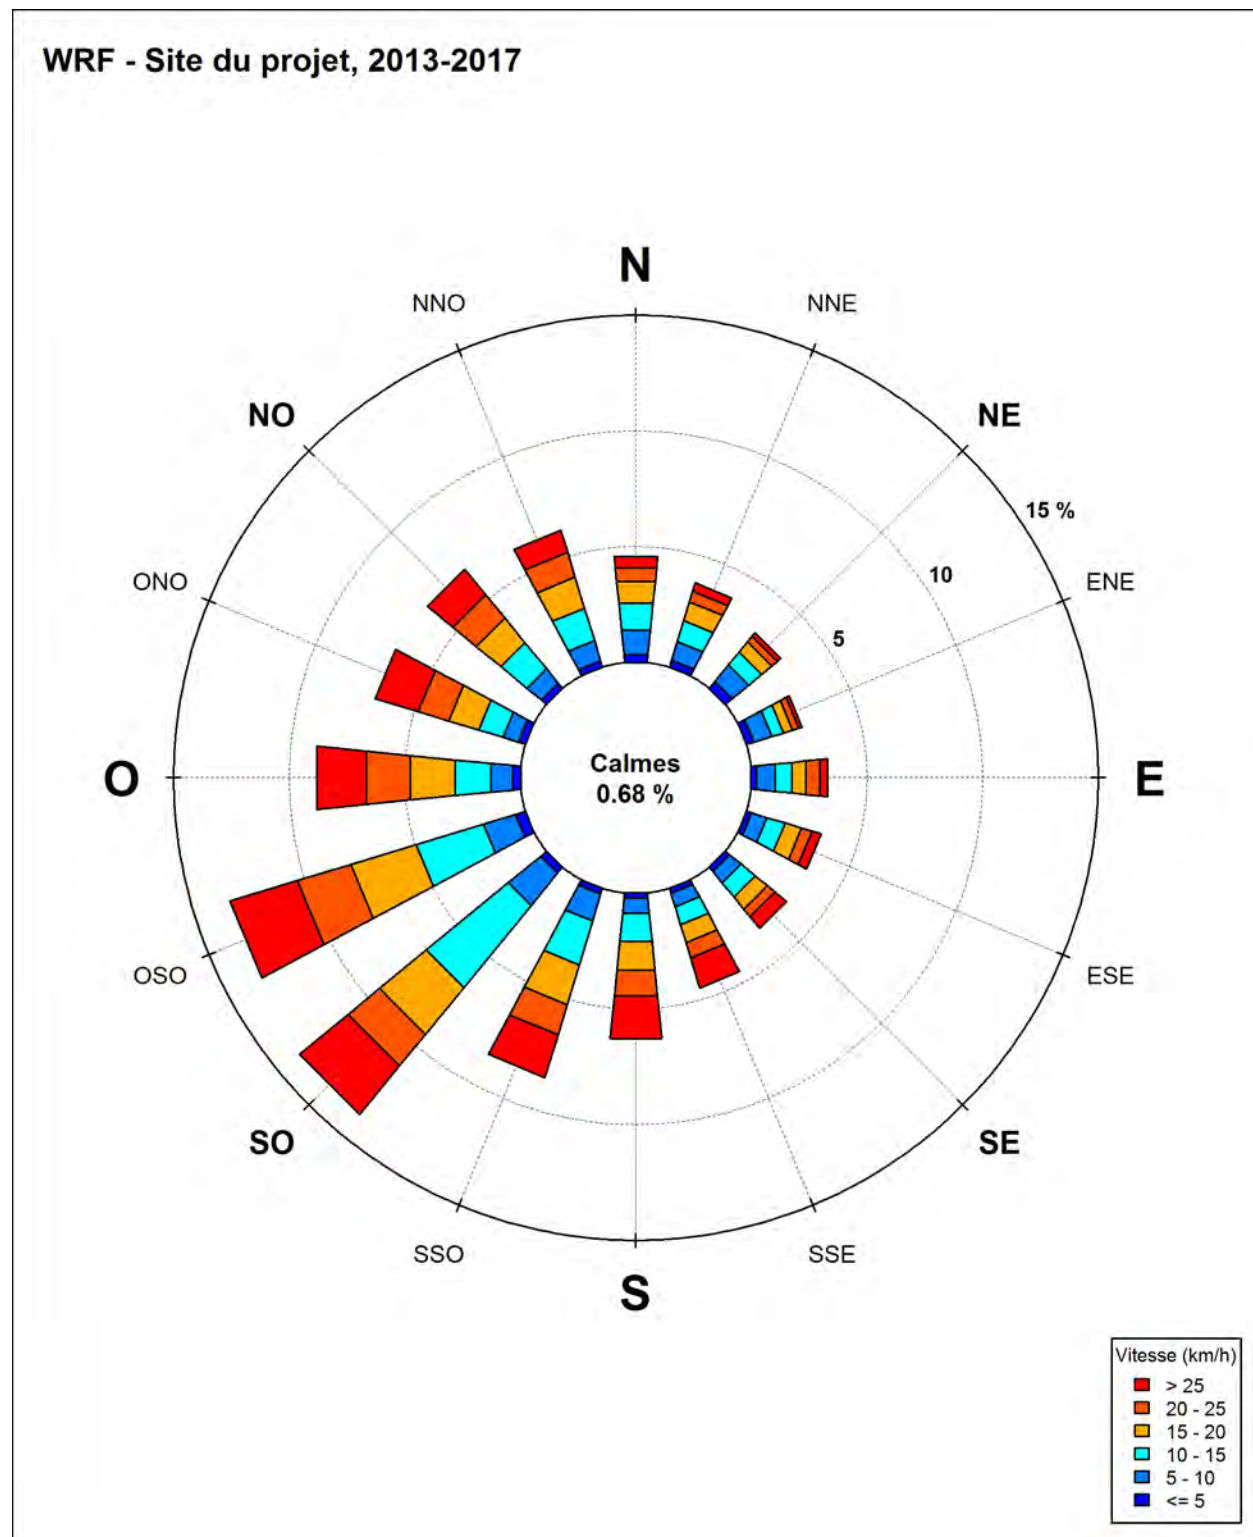 WRF - Site du projet, 2013-2017
N
NNO
NNE
NO
NE
15 %
10
ONO
ENE
5
Calmes
0.68 %
O
E
OSO
ESE
SO
SE
SSO
SSE
S
Vitesse (km/h)
> 25
20 - 25
15 - 20
10 - 15
5 - 10
<= 5